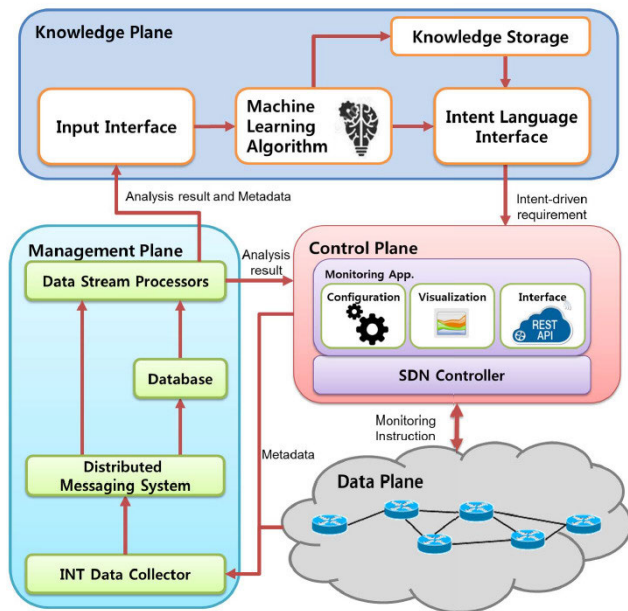 Knowledge Plane
Knowledge Storage
Input Interface
Machine
Learning
Algorithm
Intent Language
Interface
Analysis result and Metadata
Intent-driven
requirement
Management Plane
Data Stream Processors
Analysis
result
Database
Distributed
Messaging System
INT Data Collector
Control Plane
Monitoring App.
Configuration
Visualization
Interface
REST
API
SDN Controller
Monitoring
Instruction
Metadata
Data Plane